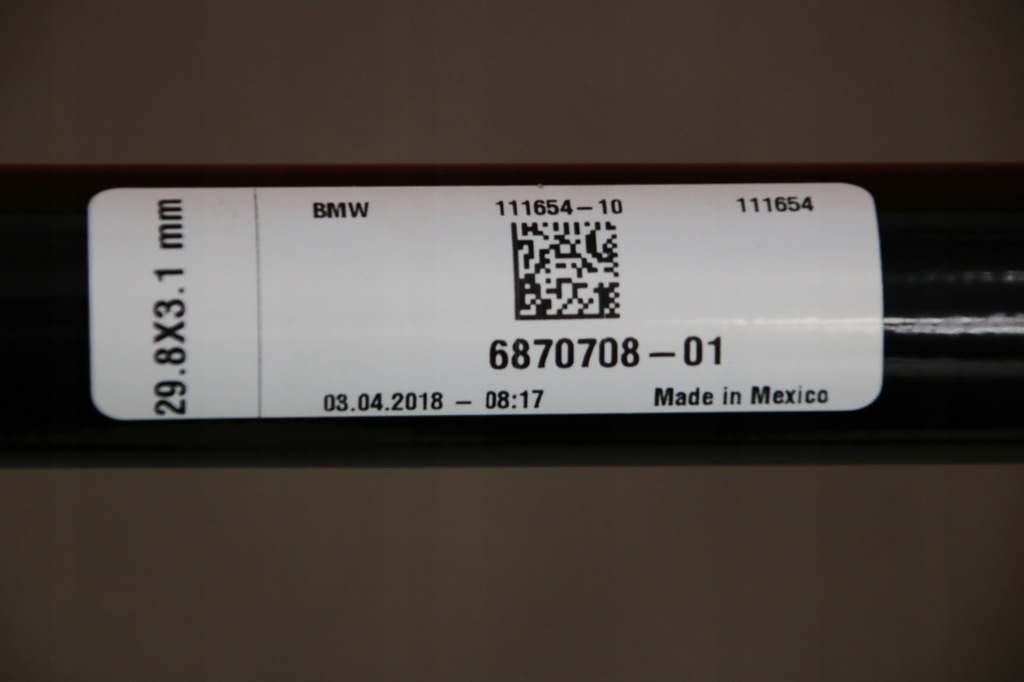 29.8X3.1 mm
BMW 111654-10 111654
6870708-01
03.04.2018 - 08:17 Made in Mexico